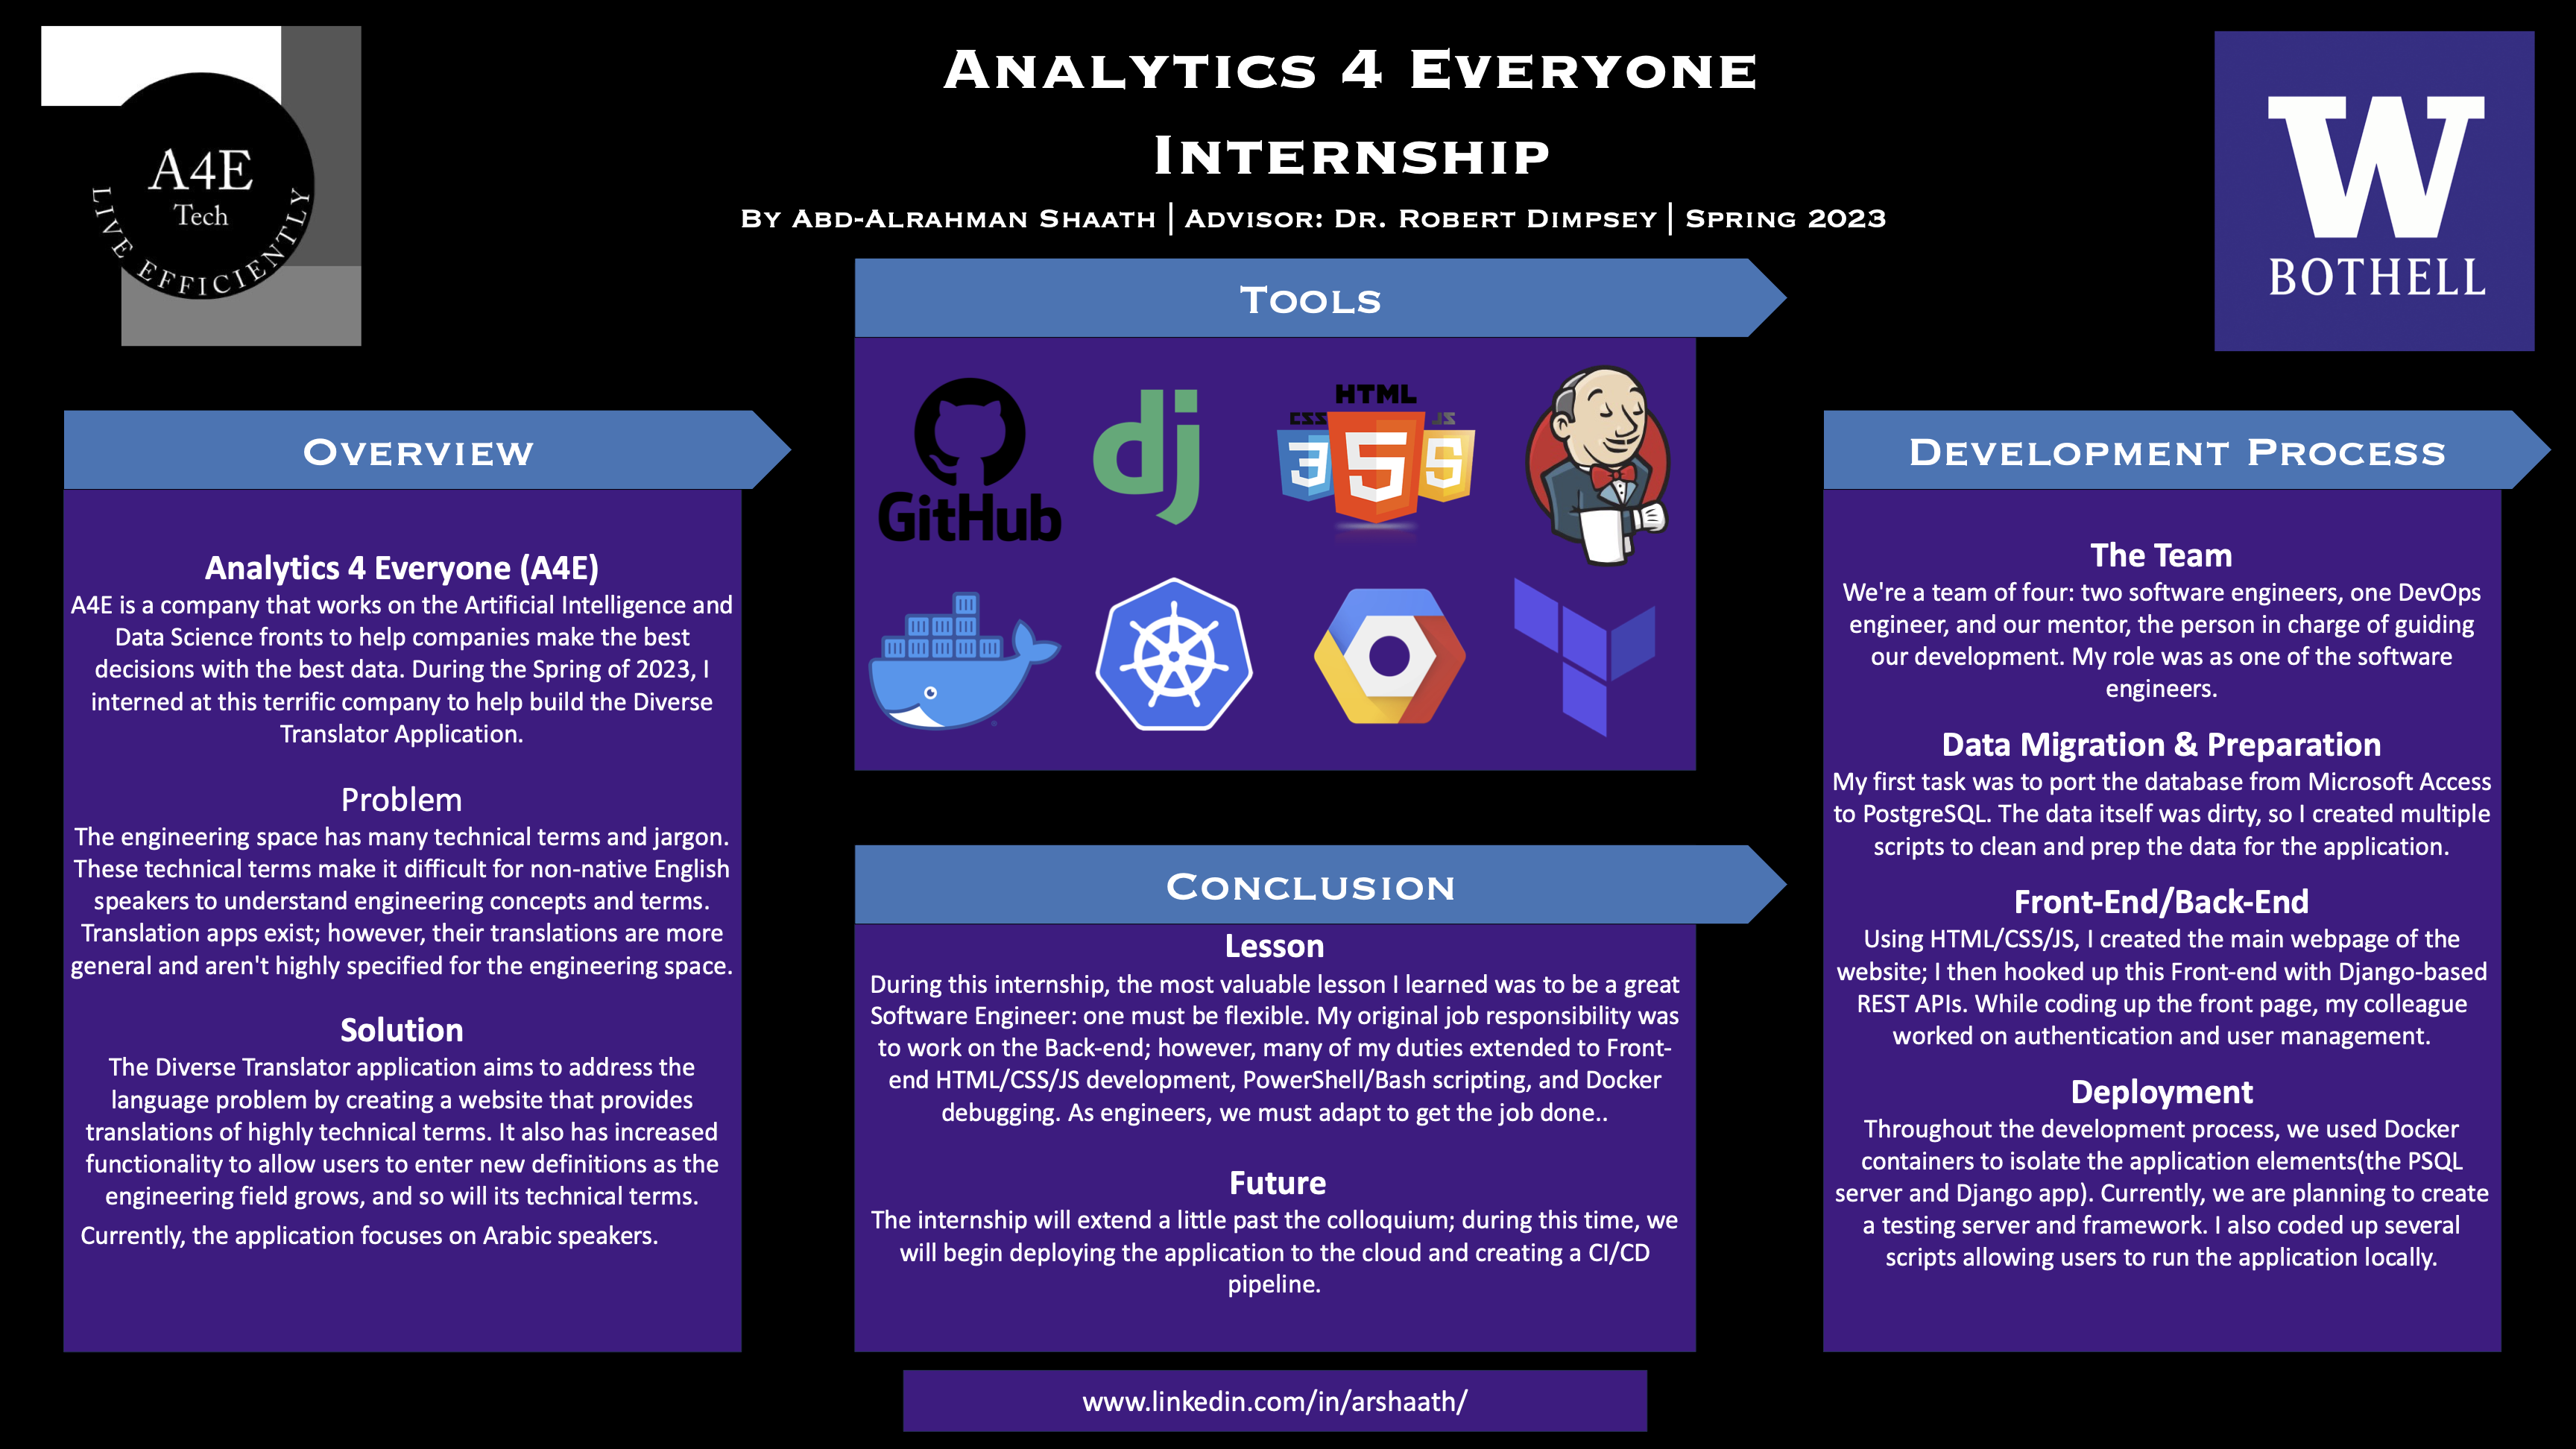 A4E
Tech
LIVE EFFICIENTLY
ANALYTICS 4 EVERYONE
INTERNSHIP
BY ABD-ALRAHMAN SHAATH | ADVISOR: DR. ROBERT DIMPSEY | SPRING 2023
W
BOTHELL
OVERVIEW
Analytics 4 Everyone (A4E)
A4E is a company that works on the Artificial Intelligence and
Data Science fronts to help companies make the best
decisions with the best data. During the Spring of 2023, I
interned at this terrific company to help build the Diverse
Translator Application.
Problem
The engineering space has many technical terms and jargon.
These technical terms make it difficult for non-native English
speakers to understand engineering concepts and terms.
Translation apps exist; however, their translations are more
general and aren't highly specified for the engineering space.
Solution
The Diverse Translator application aims to address the
language problem by creating a website that provides
translations of highly technical terms. It also has increased
functionality to allow users to enter new definitions as the
engineering field grows, and so will its technical terms.
Currently, the application focuses on Arabic speakers.
TOOLS
GitHub
dj
CSS
3
HTML
5
JS
5
CONCLUSION
Lesson
During this internship, the most valuable lesson I learned was to be a great
Software Engineer: one must be flexible. My original job responsibility was
to work on the Back-end; however, many of my duties extended to Front-
end HTML/CSS/JS development, PowerShell/Bash scripting, and Docker
debugging. As engineers, we must adapt to get the job done..
Future
The internship will extend a little past the colloquium; during this time, we
will begin deploying the application to the cloud and creating a CI/CD
pipeline.
www.linkedin.com/in/arshaath/
DEVELOPMENT PROCESS
The Team
We're a team of four: two software engineers, one DevOps
engineer, and our mentor, the person in charge of guiding
our development. My role was as one of the software
engineers.
Data Migration & Preparation
My first task was to port the database from Microsoft Access
to PostgreSQL. The data itself was dirty, so I created multiple
scripts to clean and prep the data for the application.
Front-End/Back-End
Using HTML/CSS/JS, I created the main webpage of the
website; I then hooked up this Front-end with Django-based
REST APIs. While coding up the front page, my colleague
worked on authentication and user management.
Deployment
Throughout the development process, we used Docker
containers to isolate the application elements(the PSQL
server and Django app). Currently, we are planning to create
a testing server and framework. I also coded up several
scripts allowing users to run the application locally.